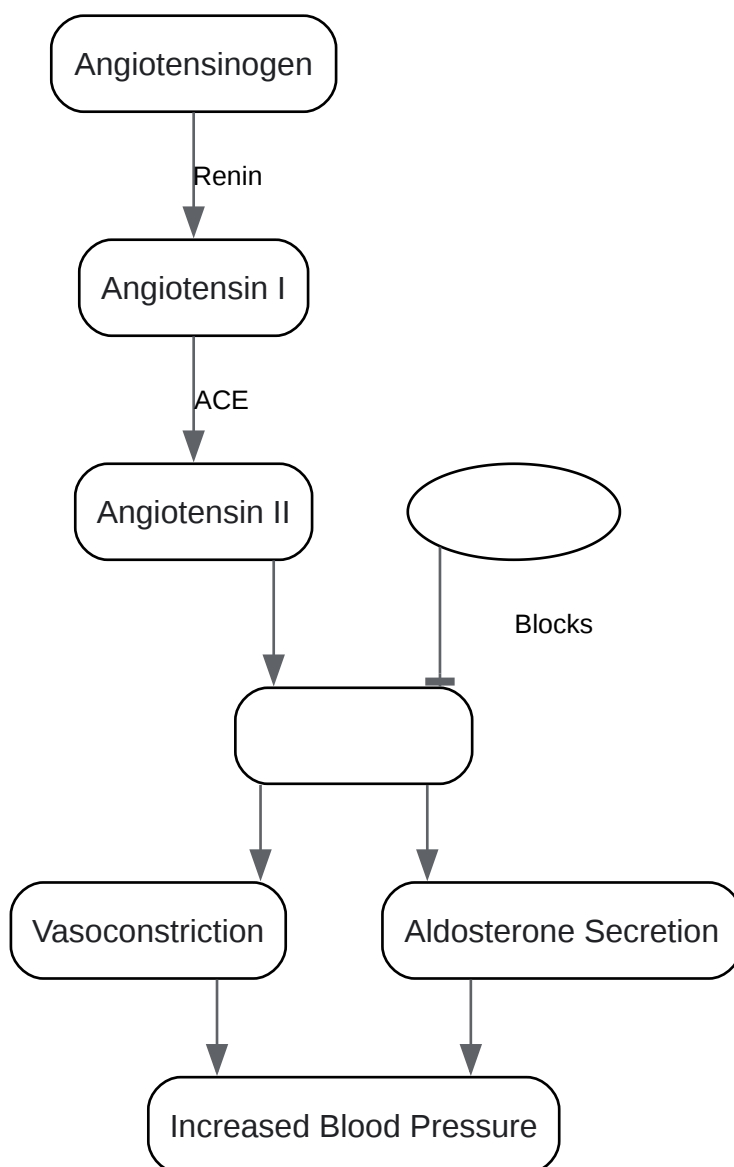 Angiotensinogen
Renin
Angiotensin I
ACE
Angiotensin II
Blocks
Vasoconstriction
Aldosterone Secretion
Increased Blood Pressure